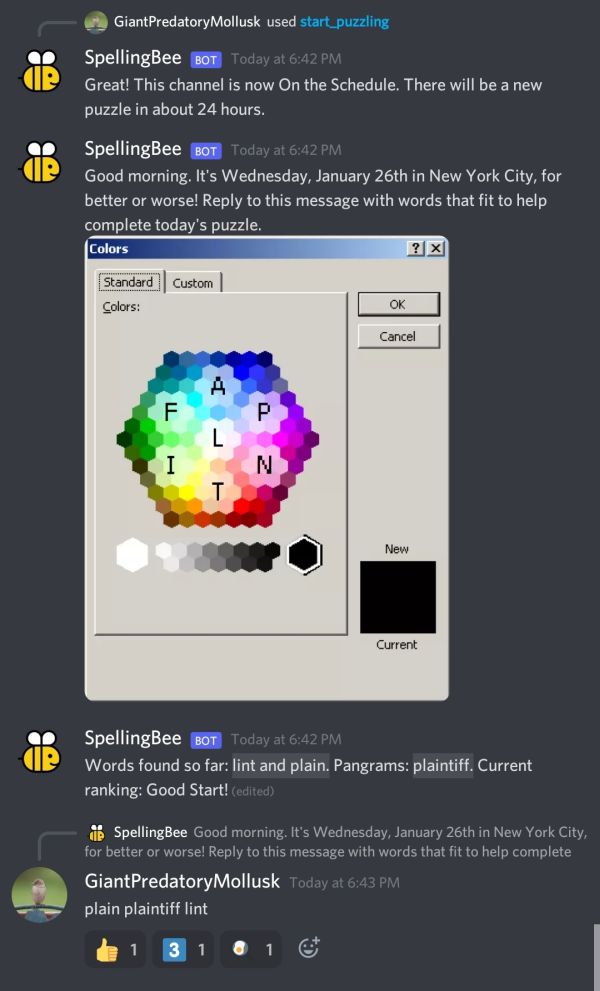 GiantPredatoryMollusk used start_puzzling
SpellingBee BOT Today at 6:42 PM
Great! This channel is now On the Schedule. There will be a new
puzzle in about 24 hours.
SpellingBee BOT Today at 6:42 PM
Good morning. It's Wednesday, January 26th in New York City, for
better or worse! Reply to this message with words that fit to help
complete today's puzzle.
Colors ? X
Standard Custom
Colors:
OK
Cancel
A
F P
L
I N
T
New
Current
SpellingBee BOT Today at 6:42 PM
Words found so far: lint and plain. Pangrams: plaintiff. Current
ranking: Good Start! (edited)
SpellingBee Good morning. It's Wednesday, January 26th in New York City,
for better or worse! Reply to this message with words that fit to help complete
GiantPredatoryMollusk Today at 6:43 PM
plain plaintiff lint
1 3 1 1